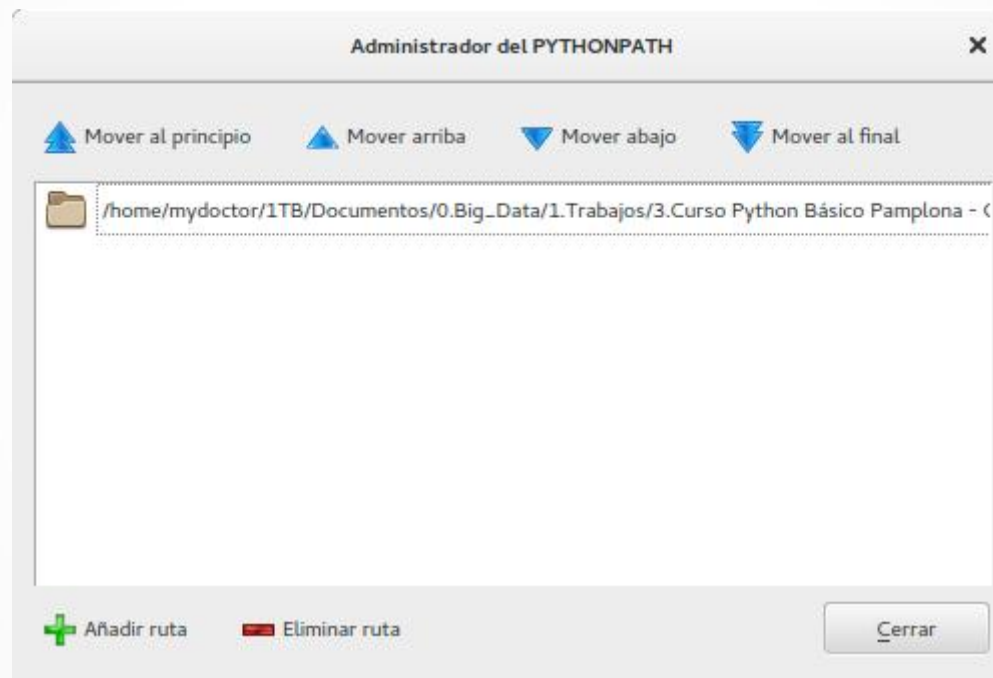 Administrador del PYTHONPATH
Mover al principio Mover arriba Mover abajo Mover al final
/home/mydoctor/1TB/Documentos/0.Big_Data/1.Trabajos/3.Curso Python Básico Pamplona -
Añadir ruta Eliminar ruta Cerrar